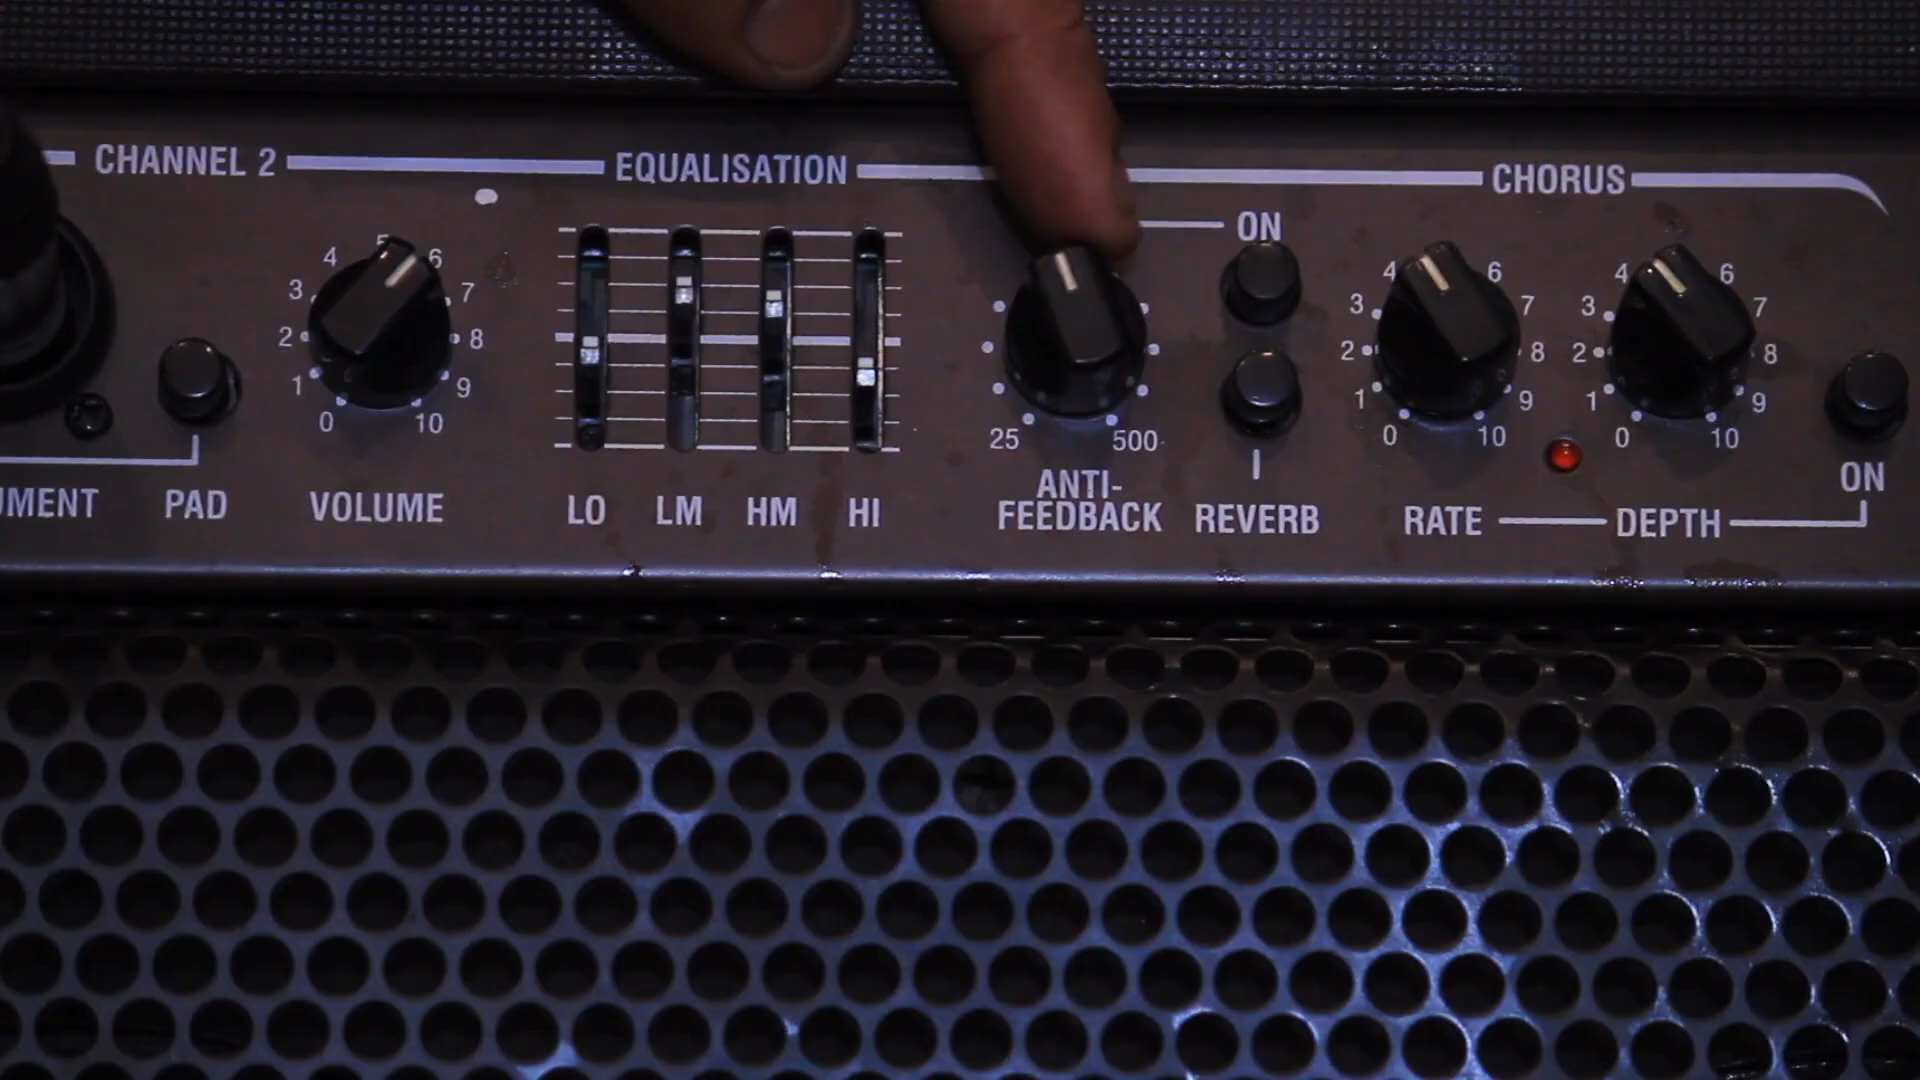 CHANNEL 2
EQUALISATION
CHORUS
ON
5
4 6
3 7
2 8
1 9
0 10
4 6
3 7
2 8
1 9
0 10
4 6
3 7
2 8
1 9
0 10
25 500
ON
UMENT PAD VOLUME LO LM HM HI
ANTI-
FEEDBACK REVERB RATE DEPTH